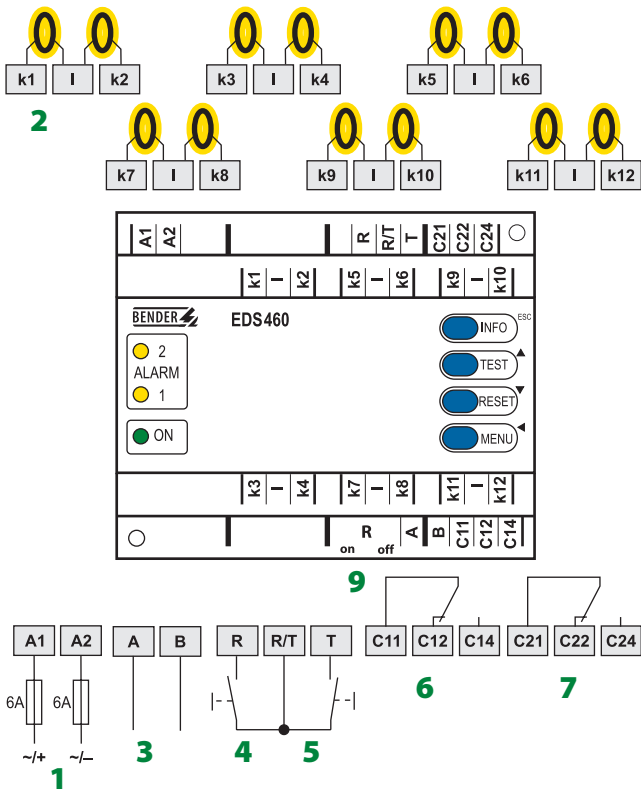 k1 I k2 k3 I k4 k5 I k6
2
k7 I k8 k9 I k10 k11 I k12
A1 A2 R R/T T C21 C22 C24
k1 I k2 k5 I k6 k9 I k10
BENDER EDS460
INFO ESC
2
TEST
ALARM
RESET
1
ON
MENU
k3 I k4 k7 I k8 k11 I k12
R A B C11 C12 C14
on off
9
A1 A2 A B R R/T T C11 C12 C14 C21 C22 C24
6 7
6A 6A
3 4 5
~/+ ~/–
1